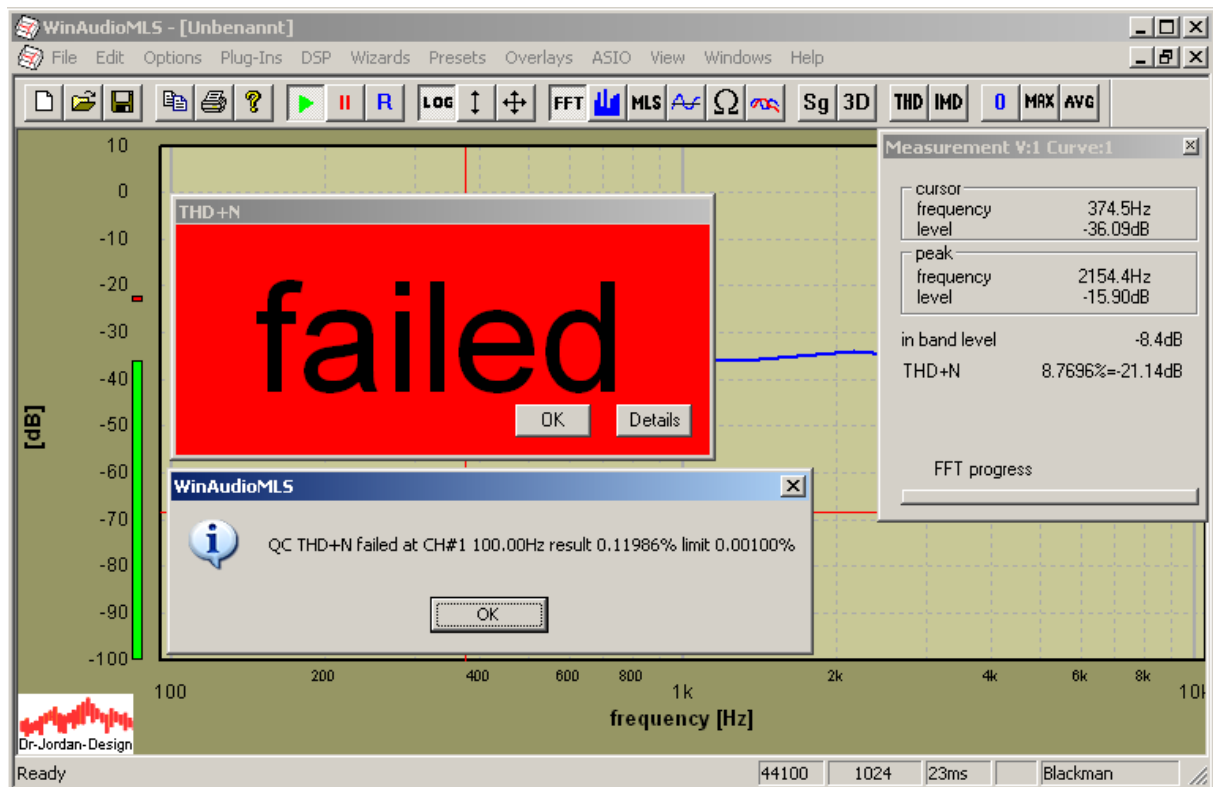 WinAudioMLS - [Unbenannt]
File Edit Options Plug-Ins DSP Wizards Presets Overlays ASIO View Windows Help
R LOG FFT MLS Ω Sg 3D THD IMD 0 MAX AVG
10
0
-10
-20
-30
-40
-50
-60
-70
-80
-90
-100
[dB]
THD+N
failed
OK Details
WinAudioMLS
QC THD+N failed at CH#1 100.00Hz result 0.11986% limit 0.00100%
OK
Measurement V:1 Curve:1
cursor
frequency 374.5Hz
level -36.09dB
peak
frequency 2154.4Hz
level -15.90dB
in band level -8.4dB
THD+N 8.7696%=-21.14dB
FFT progress
100 200 400 600 800 1k 2k 4k 6k 8k
frequency [Hz]
Dr-Jordan-Design
Ready 44100 1024 23ms Blackman